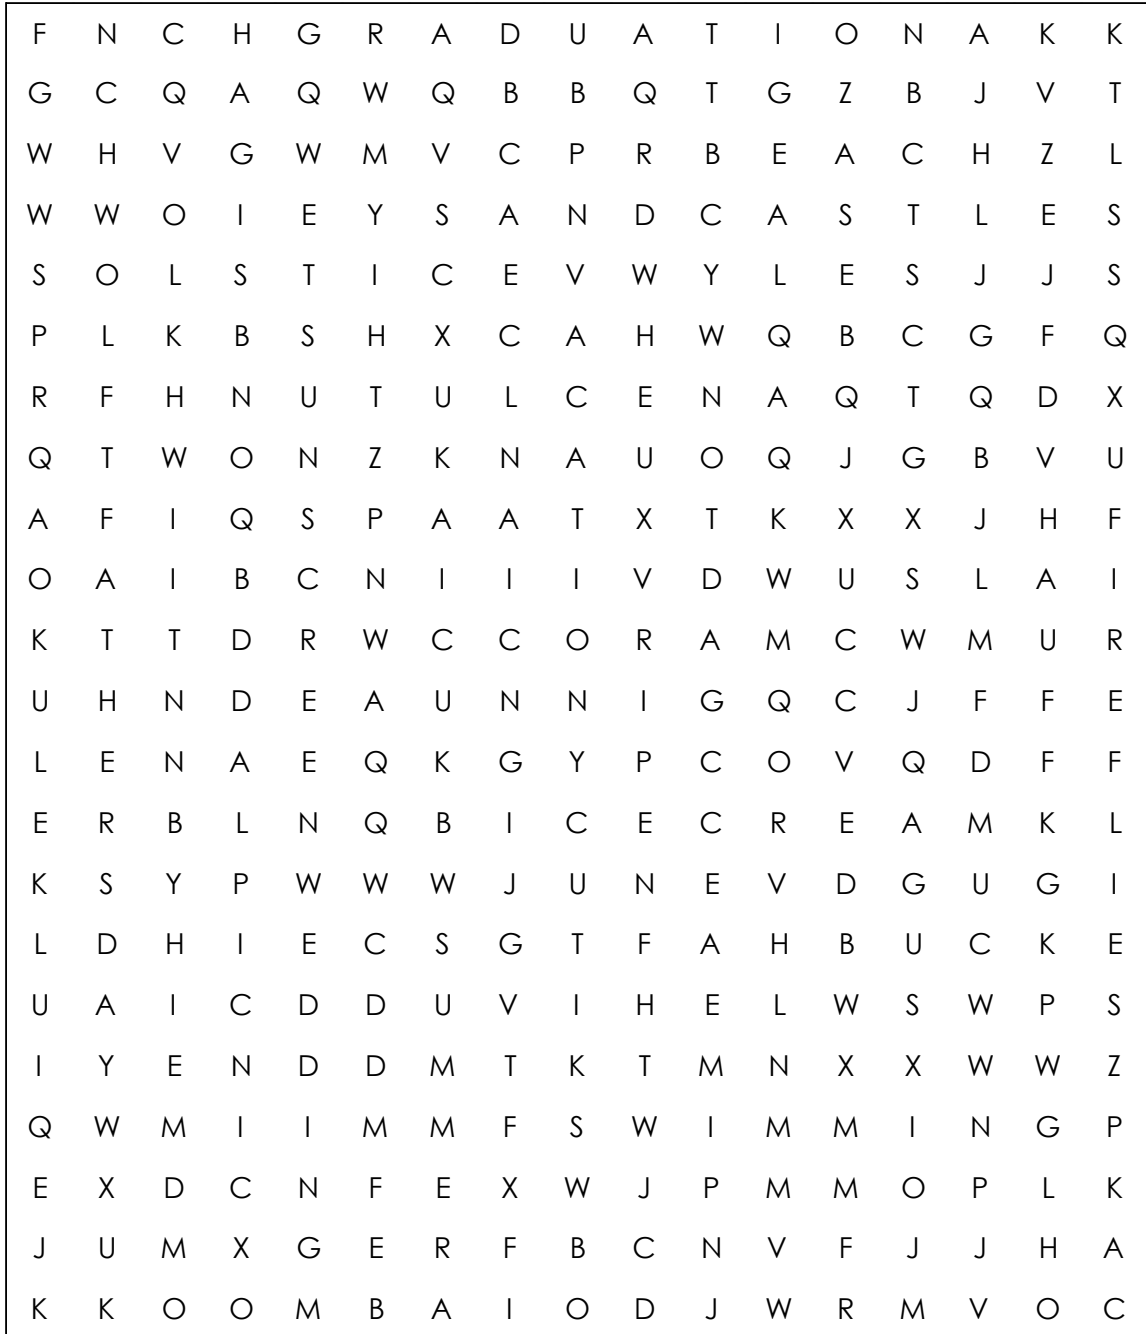 F N C H G R A D U A T I O N A K K
G C Q A Q W Q B B Q T G Z B J V T
W H V G W M V C P R B E A C H Z L
W W O I E Y S A N D C A S T L E S
S O L S T I C E V W Y L E S J J S
P L K B S H X C A H W Q B C G F Q
R F H N U T U L C E N A Q T Q D X
Q T W O N Z K N A U O Q J G B V U
A F I Q S P A A T X T K X X J H F
O A I B C N I I I V D W U S L A I
K T T D R W C C O R A M C W M U R
U H N D E A U N N I G Q C J F F E
L E N A E Q K G Y P C O V Q D F F
E R B L N Q B I C E C R E A M K L
K S Y P W W W J U N E V D G U G I
L D H I E C S G T F A H B U C K E
U A I C D D U V I H E L W S W P S
I Y E N D D M T K T M N X X W W Z
Q W M I I M M F S W I M M I N G P
E X D C N F E X W J P M M O P L K
J U M X G E R F B C N V F J J H A
K K O O M B A I O D J W R M V O C